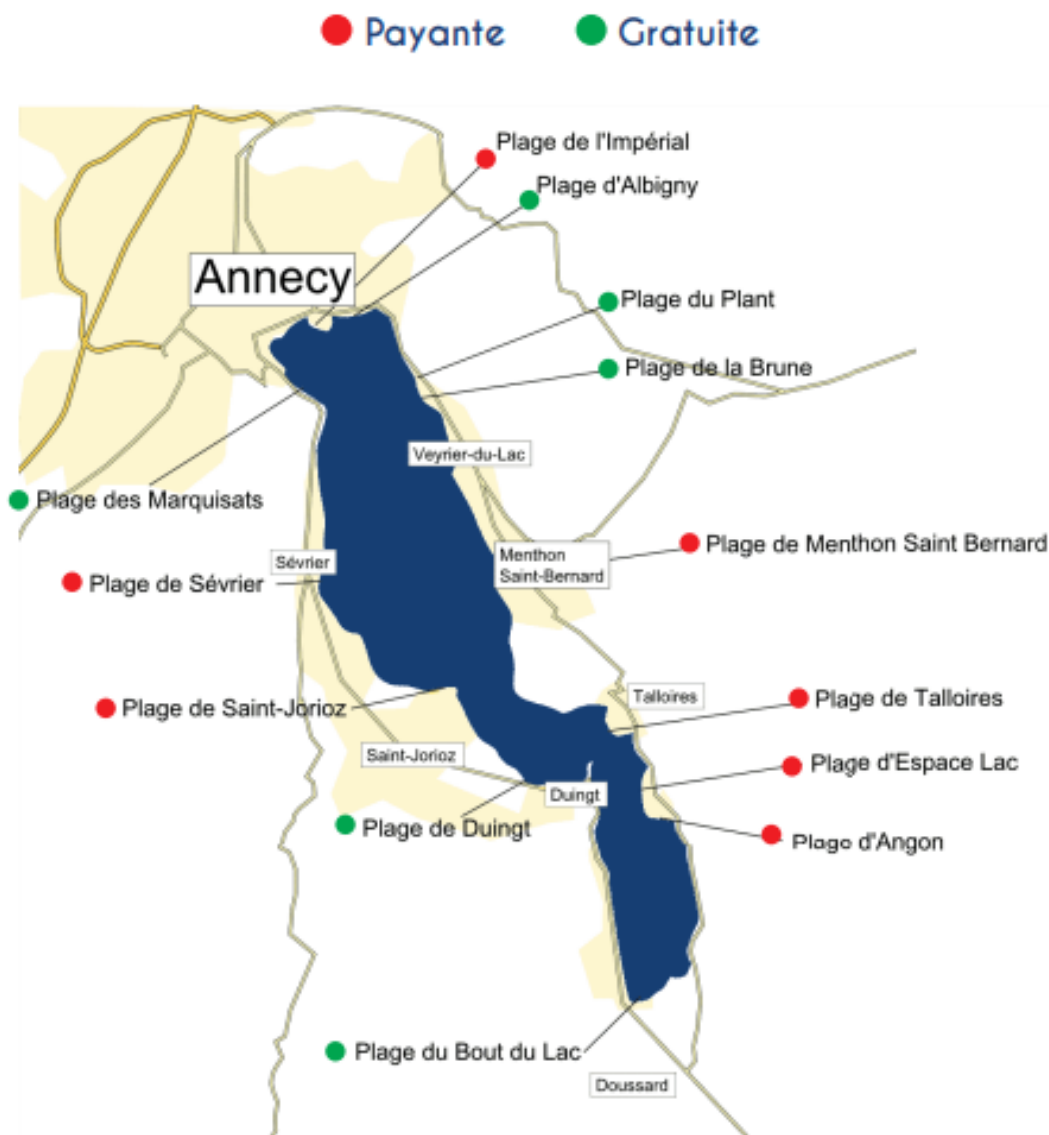 Payante
Gratuite
Plage de l'Impérial
Plage d'Albigny
Annecy
Plage du Plant
Plage de la Brune
Veyrier-du-Lac
Plage des Marquisats
Plage de Menthon Saint Bernard
Menthon
Saint-Bernard
Sévrier
Plage de Sévrier
Talloires
Plage de Talloires
Plage de Saint-Jorioz
Saint-Jorioz
Plage d'Espace Lac
Duingt
Plage de Duingt
Plage d'Angon
Plage du Bout du Lac
Doussard